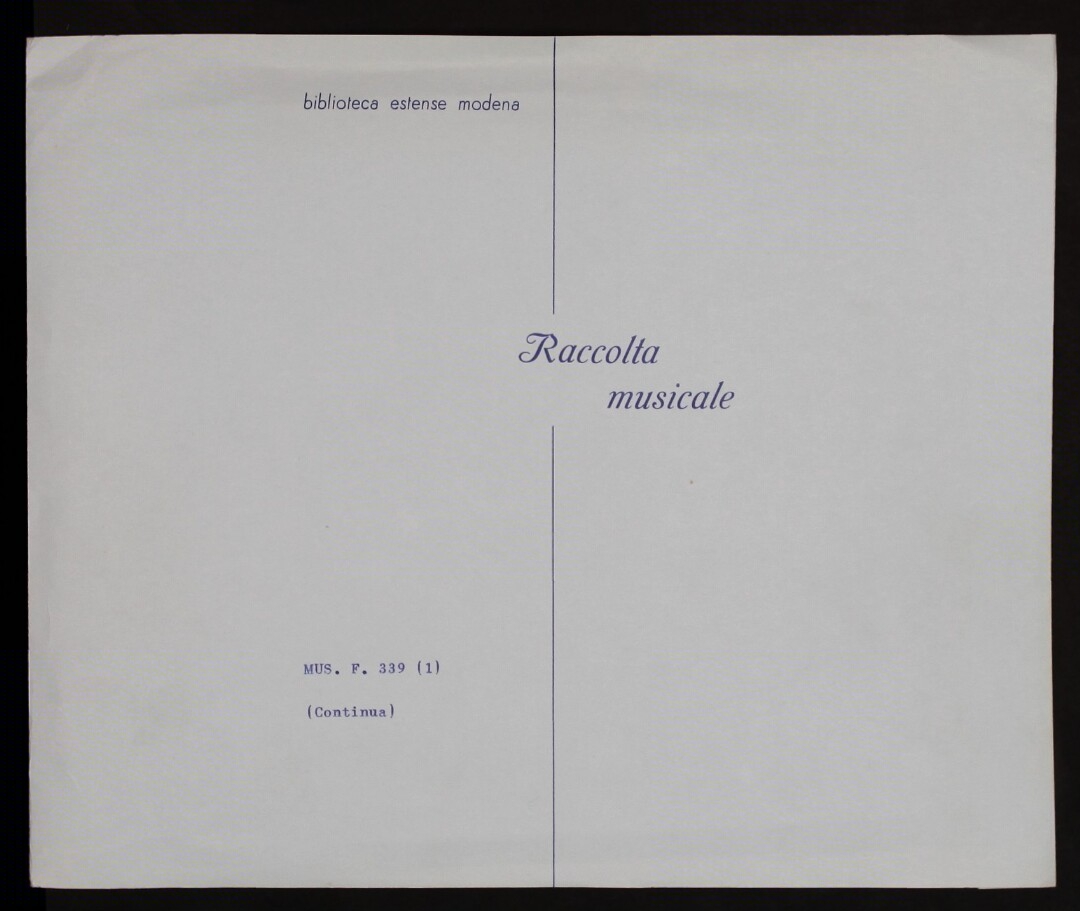 biblioteca estense modena
Raccolta
musicale
MUS. F. 339 (1)
(Continua)